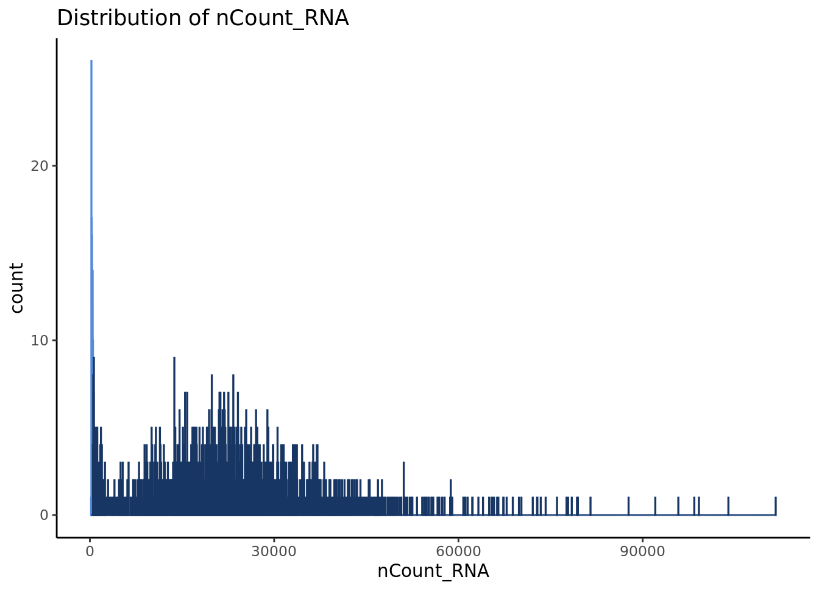 Distribution of nCount_RNA
20
10
0
count
0 30000 60000 90000
nCount_RNA